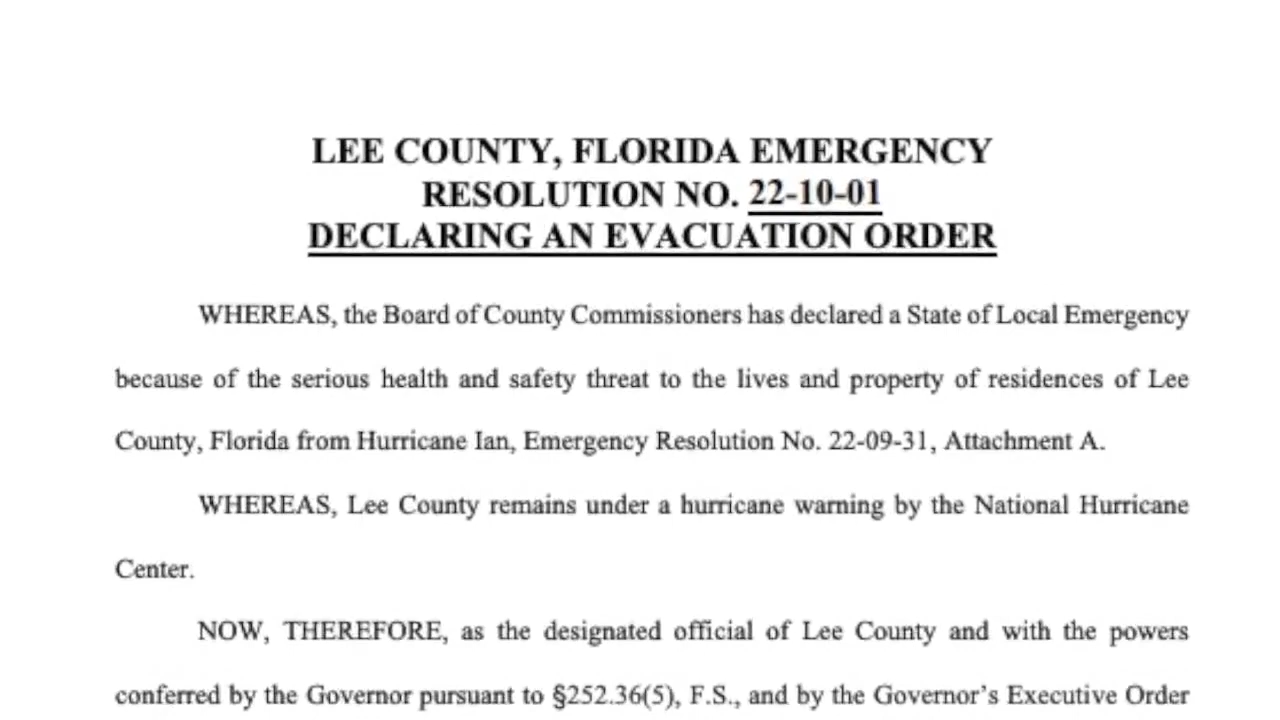 LEE COUNTY, FLORIDA EMERGENCY
RESOLUTION NO. 22-10-01
DECLARING AN EVACUATION ORDER
WHEREAS, the Board of County Commissioners has declared a State of Local Emergency
because of the serious health and safety threat to the lives and property of residences of Lee
County, Florida from Hurricane Ian, Emergency Resolution No. 22-09-31, Attachment A.
WHEREAS, Lee County remains under a hurricane warning by the National Hurricane
Center.
NOW, THEREFORE, as the designated official of Lee County and with the powers
conferred by the Governor pursuant to §252.36(5), F.S., and by the Governor's Executive Order